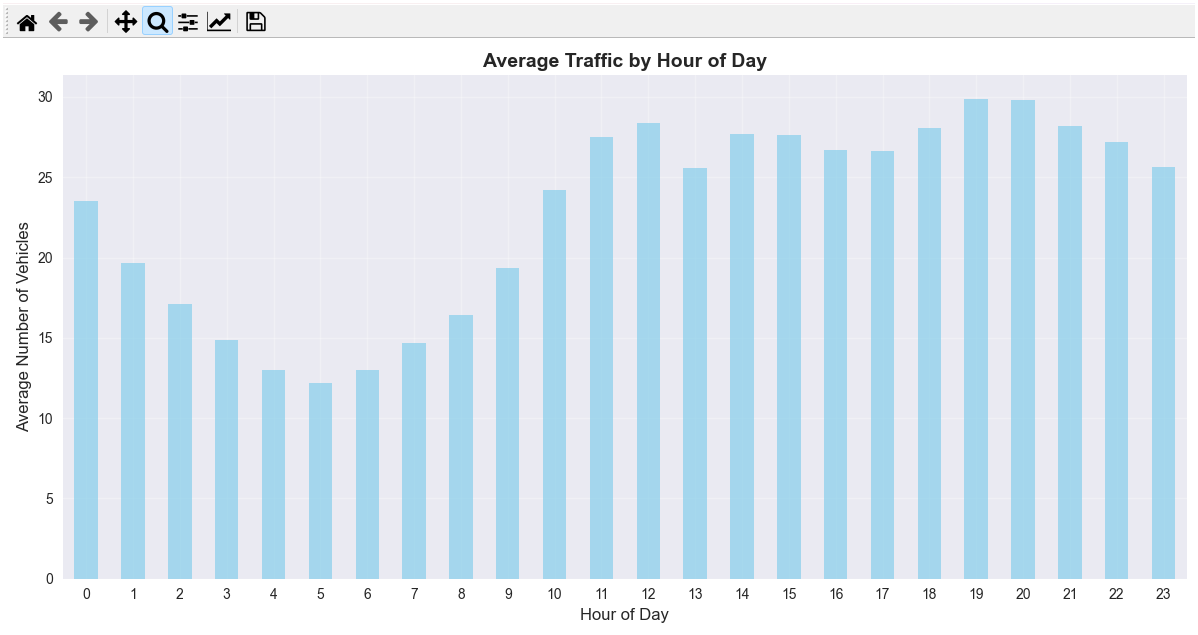 Average Traffic by Hour of Day
Average Number of Vehicles
30
25
20
15
10
5
0
0 1 2 3 4 5 6 7 8 9 10 11 12 13 14 15 16 17 18 19 20 21 22 23
Hour of Day